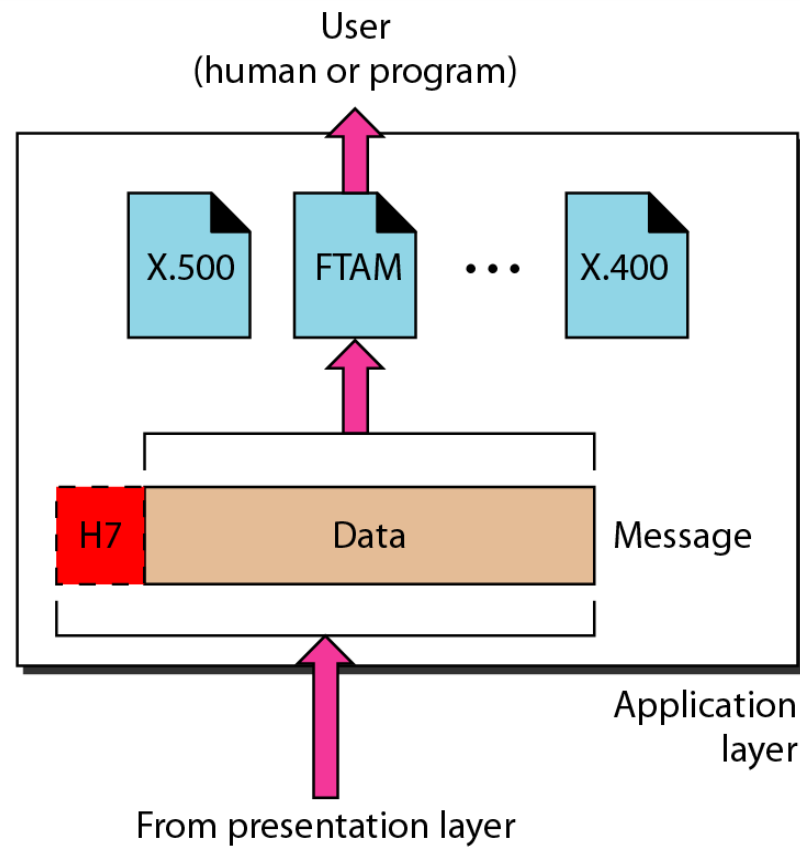 User
(human or program)
X.500
FTAM
...
X.400
H7
Data
Message
Application
layer
From presentation layer